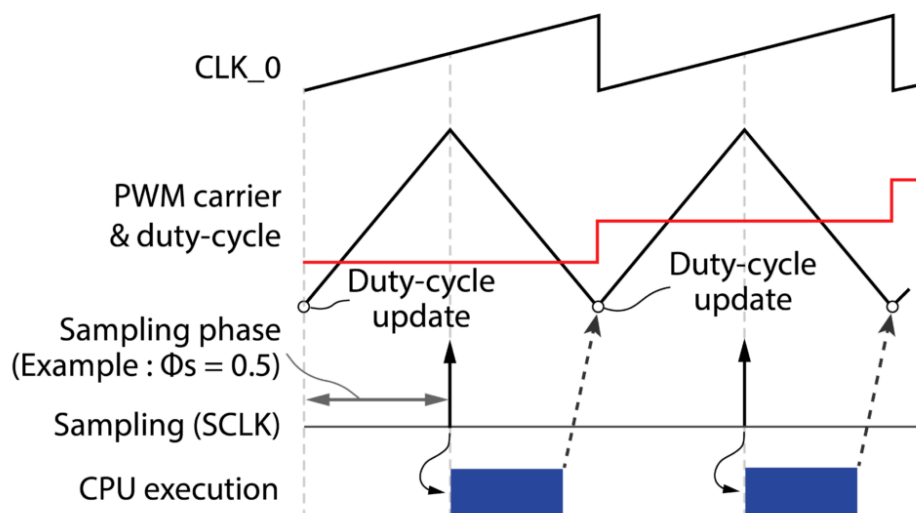 CLK_0
PWM carrier
& duty-cycle
Duty-cycle
update
Duty-cycle
update
Sampling phase
(Example : Φs = 0.5)
Sampling (SCLK)
CPU execution